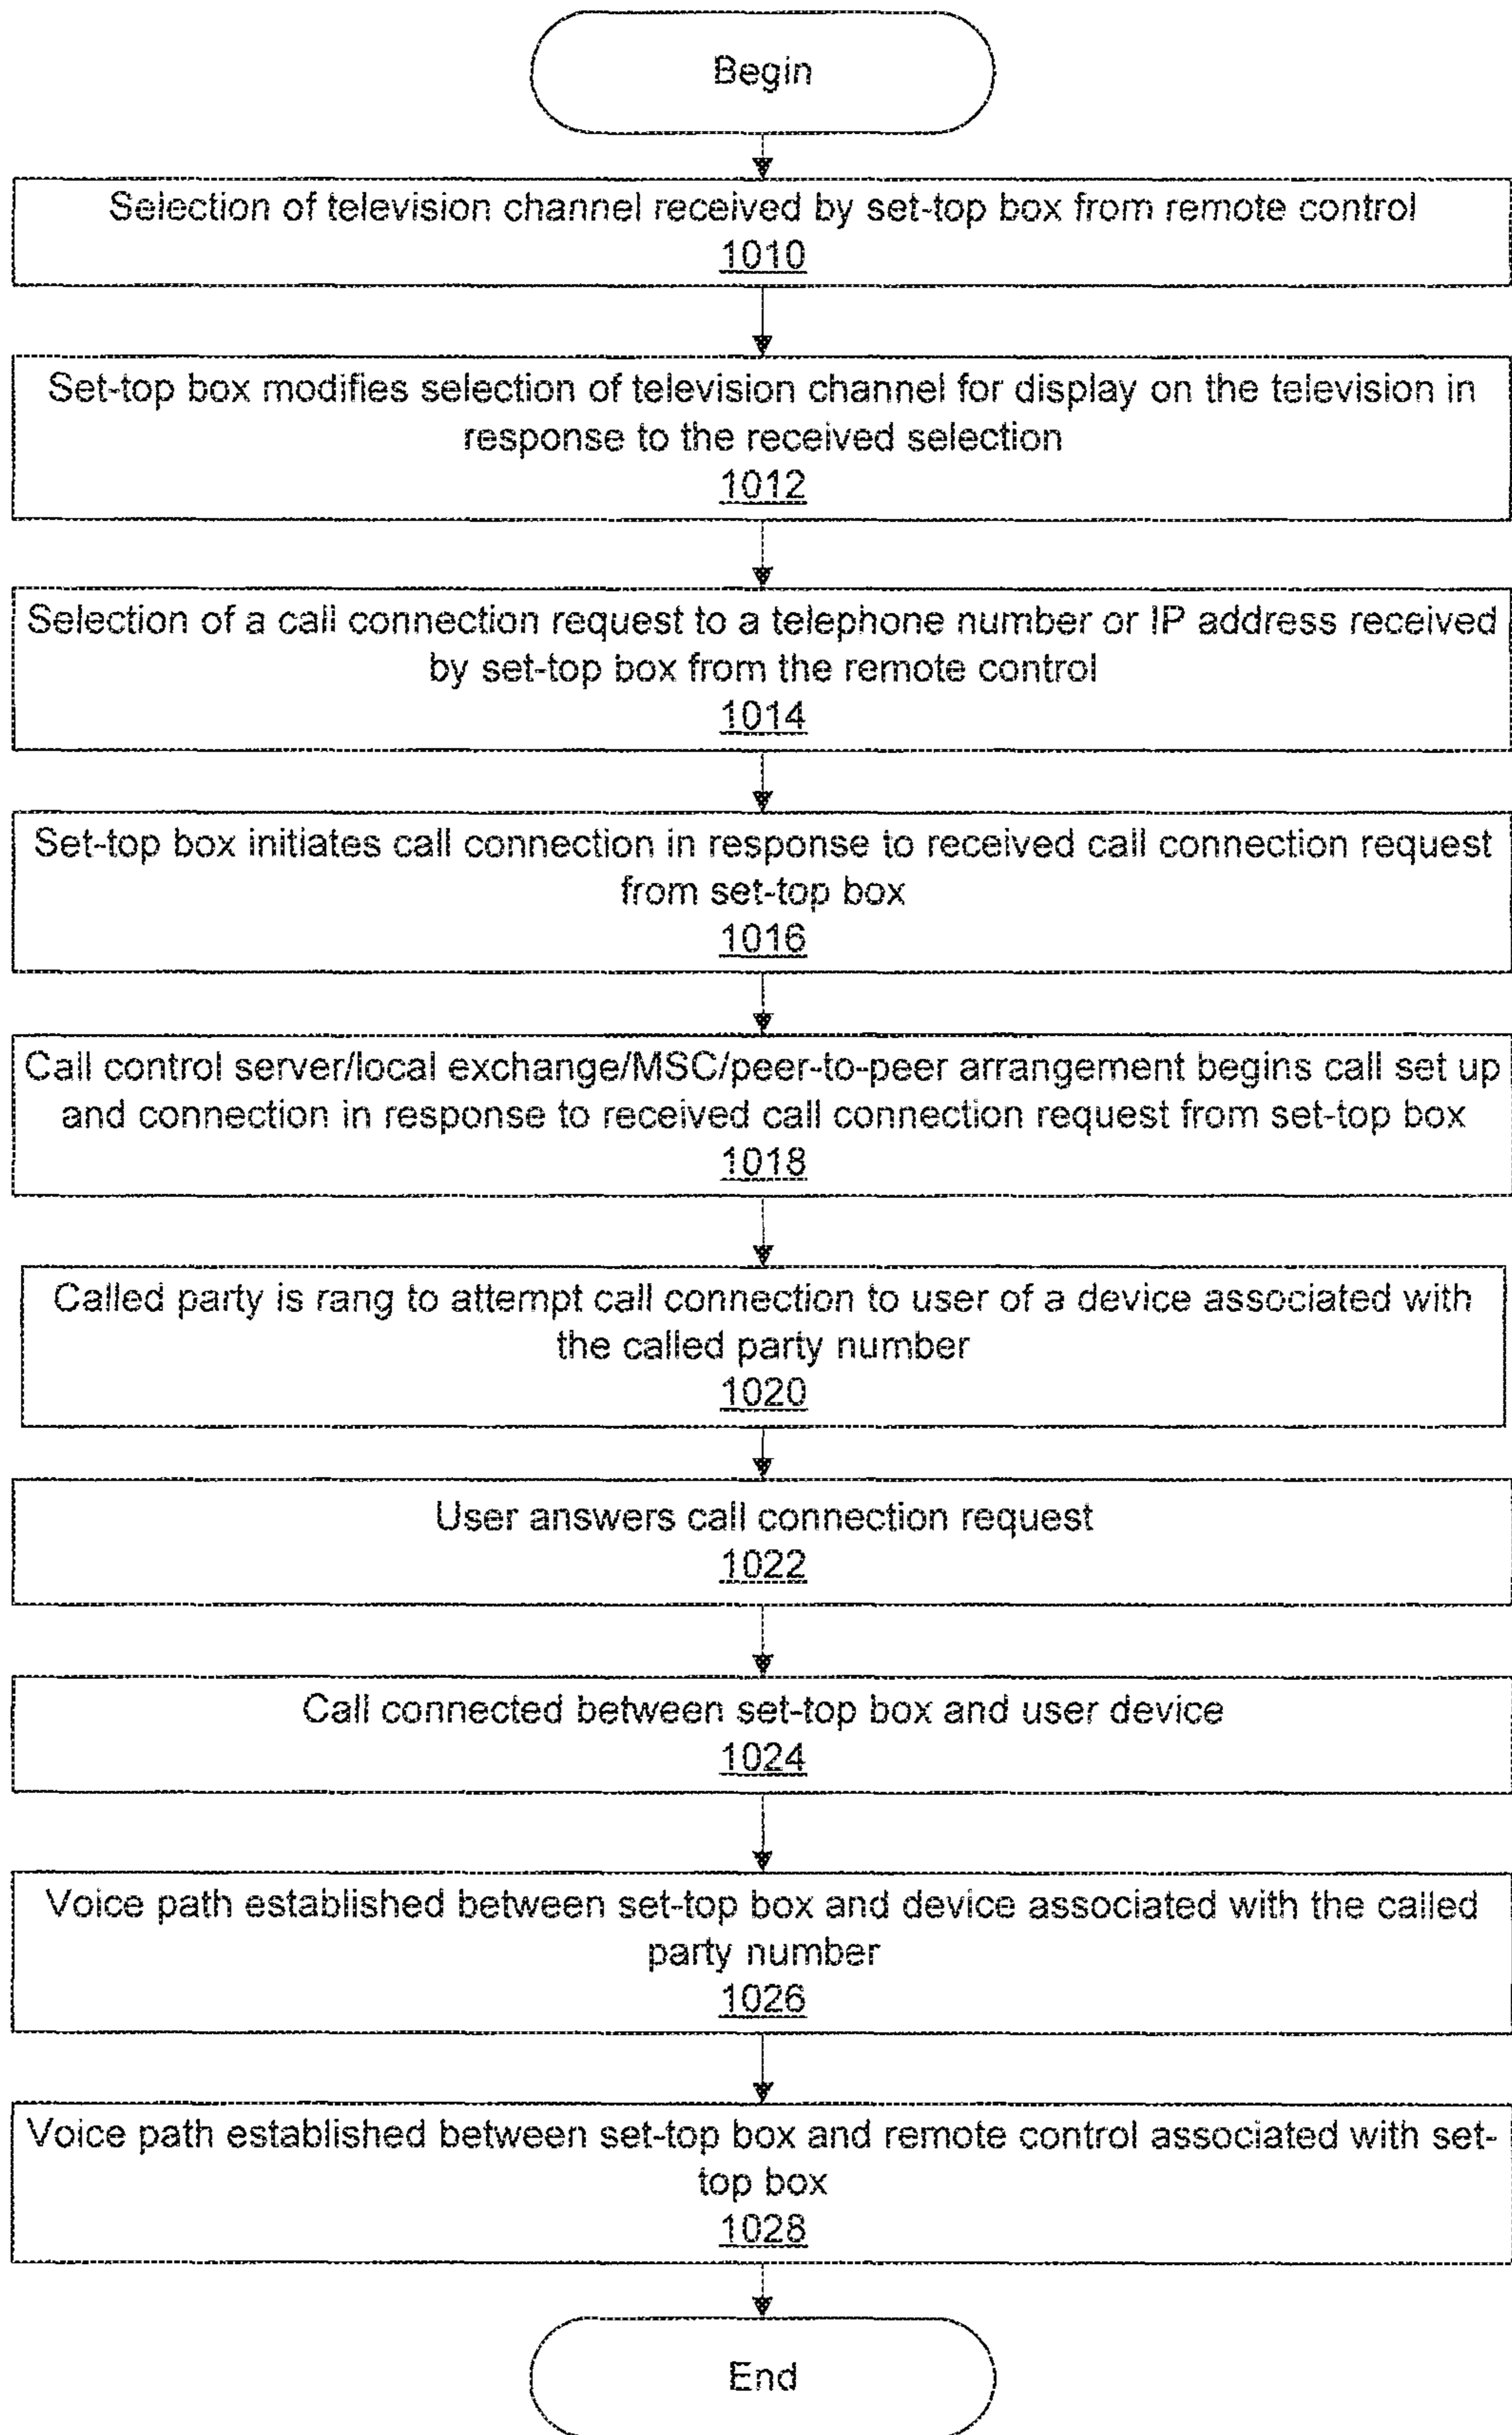 Begin
Selection of television channel received by set-top box from remote control
1010
Set-top box modifies selection of television channel for display on the television in
response to the received selection
1012
Selection of a call connection request to a telephone number or IP address received
by set-top box from the remote control
1014
Set-top box initiates call connection in response to received call connection request
from set-top box
1016
Call control server/local exchange/MSC/peer-to-peer arrangement begins call set up
and connection in response to received call connection request from set-top box
1018
Called party is rang to attempt call connection to user of a device associated with
the called party number
1020
User answers call connection request
1022
Call connected between set-top box and user device
1024
Voice path established between set-top box and device associated with the called
party number
1026
Voice path established between set-top box and remote control associated with set-
top box
1028
End